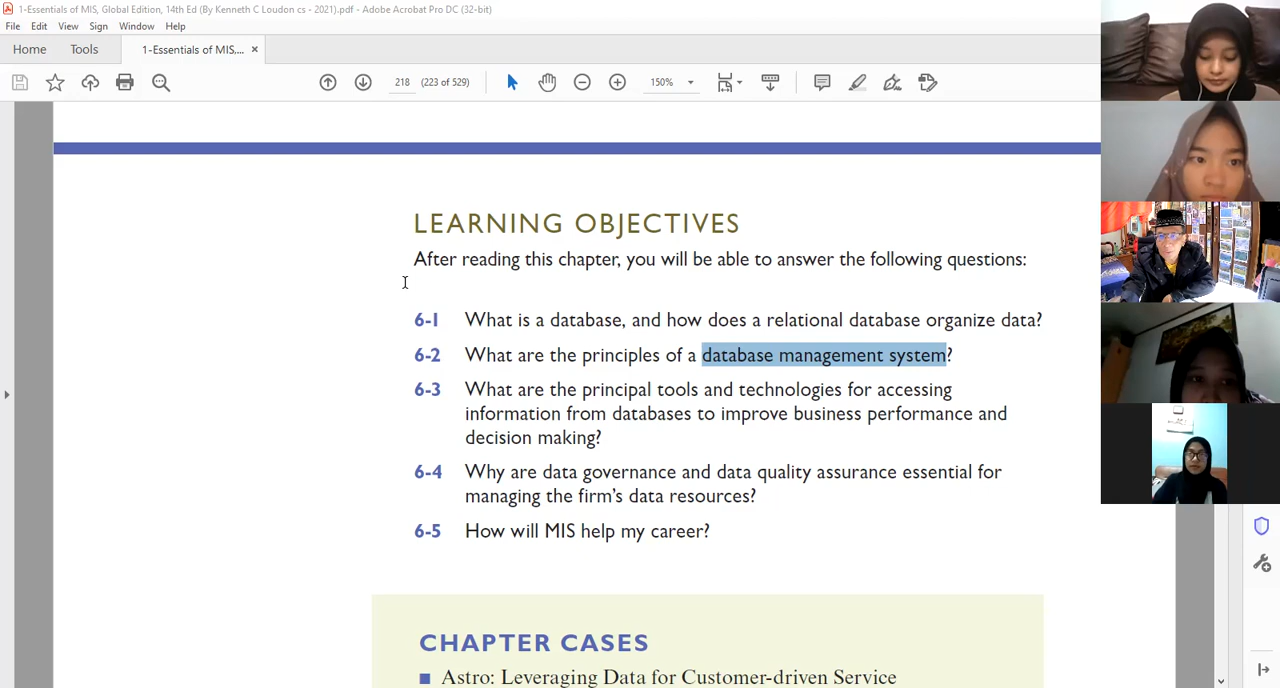 1-Essentials of MIS, Global Edition, 14th Ed (By Kenneth C Loudon cs - 2021).pdf - Adobe Acrobat Pro DC (32-bit)
File Edit View Sign Window Help
Home Tools 1-Essentials of MIS,... ×
218 (223 of 529) 150%
LEARNING OBJECTIVES
After reading this chapter, you will be able to answer the following questions:
6-1 What is a database, and how does a relational database organize data?
6-2 What are the principles of a database management system?
6-3 What are the principal tools and technologies for accessing
information from databases to improve business performance and
decision making?
6-4 Why are data governance and data quality assurance essential for
managing the firm's data resources?
6-5 How will MIS help my career?
CHAPTER CASES
■ Astro: Leveraging Data for Customer-driven Service